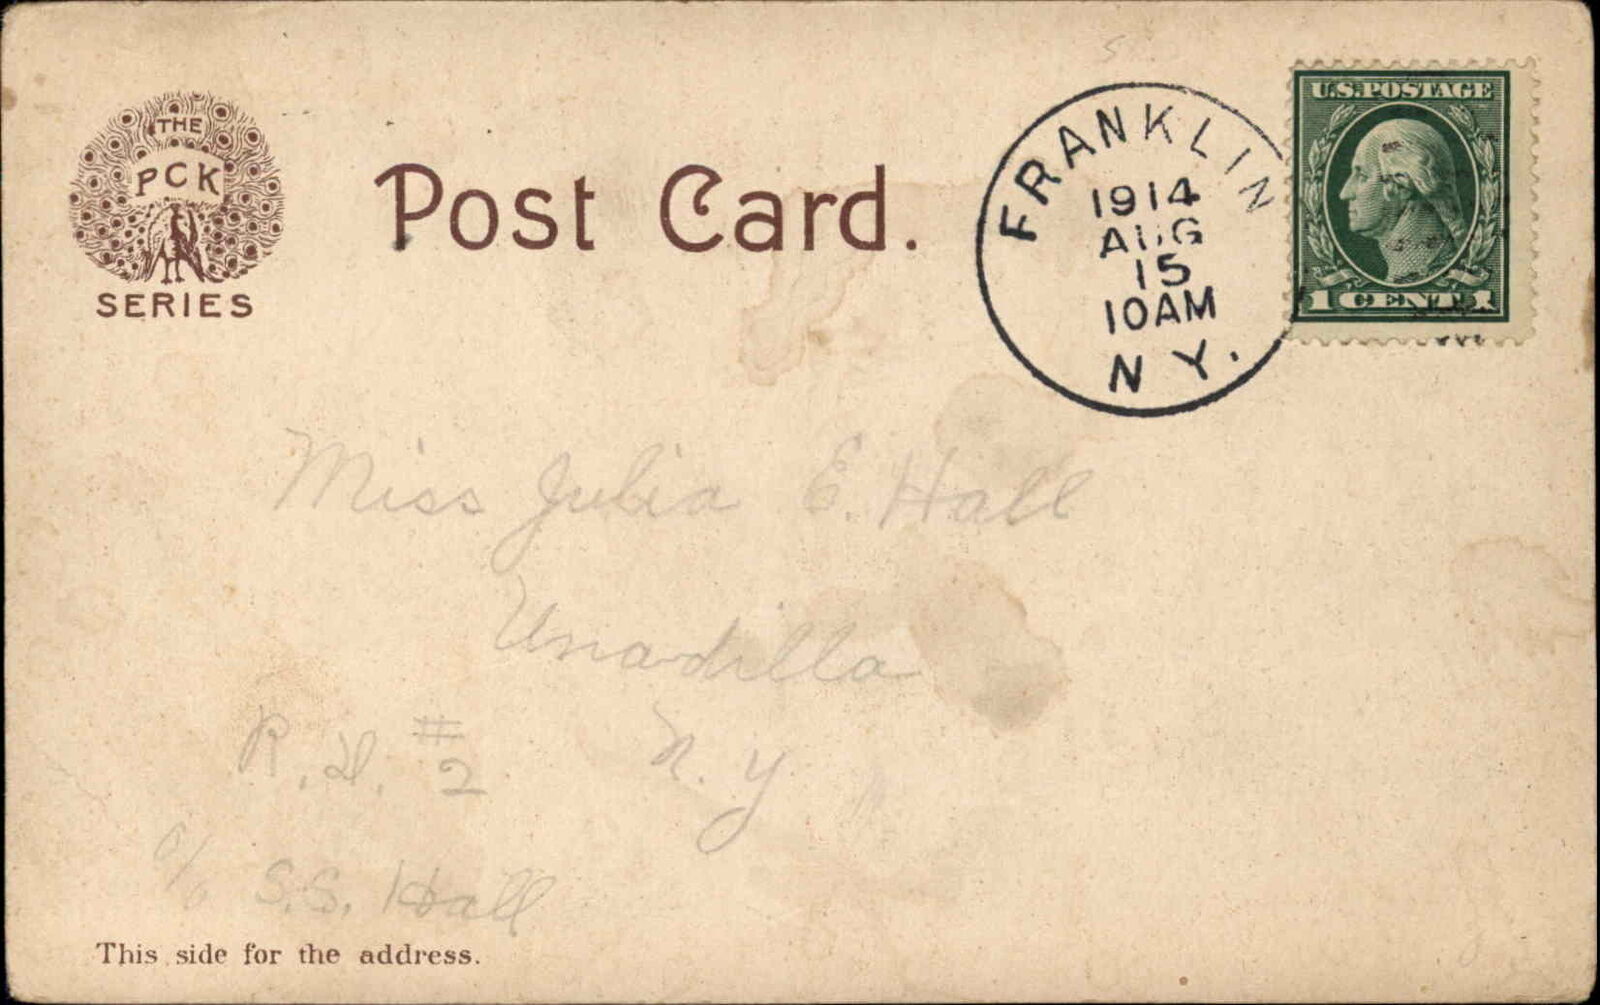 THE
PCK
SERIES
Post Card.
FRANKLIN
1914
AUG
15
10AM
N Y.
U.S.POSTAGE
1 CENT 1
Miss Julia E. Hall
Unadilla
R.D. #2 N.Y
c/o S.S. Hall
This side for the address.